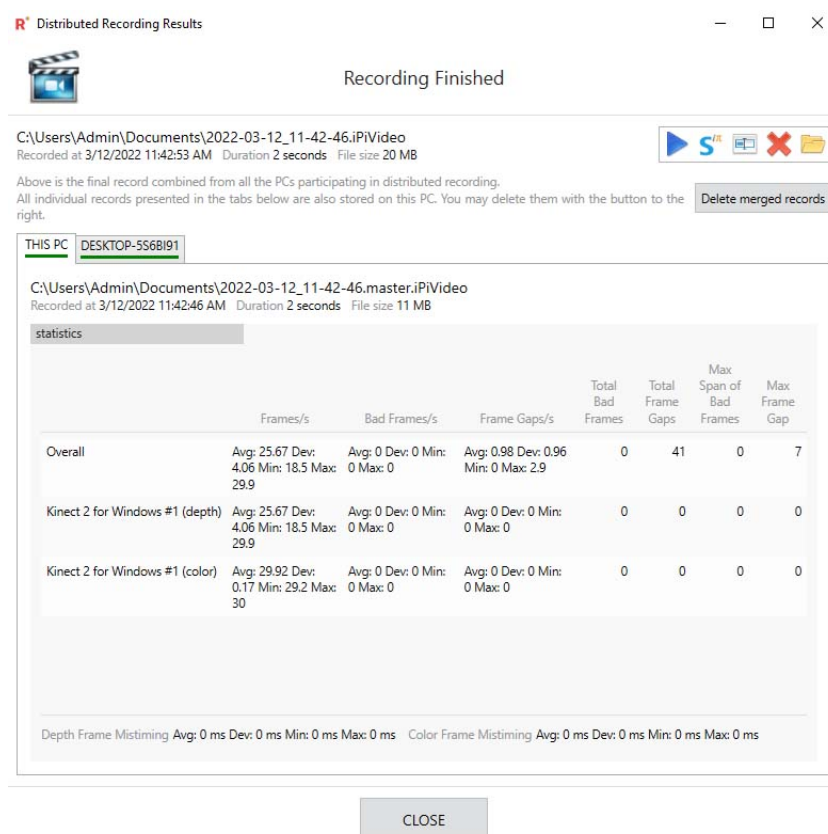 Distributed Recording Results
Recording Finished
C:\Users\Admin\Documents\2022-03-12_11-42-46.iPiVideo
Recorded at 3/12/2022 11:42:53 AM Duration 2 seconds File size 20 MB
Above is the final record combined from all the PCs participating in distributed recording.
All individual records presented in the tabs below are also stored on this PC. You may delete them with the button to the
right.
Delete merged records
THIS PC DESKTOP-5S6BI91
C:\Users\Admin\Documents\2022-03-12_11-42-46.master.iPiVideo
Recorded at 3/12/2022 11:42:46 AM Duration 2 seconds File size 11 MB
statistics
Frames/s Bad Frames/s Frame Gaps/s Total Bad Frames Total Frame Gaps Max Span of Bad Frames Max Frame Gap
Overall Avg: 25.67 Dev: Avg: 0 Dev: 0 Min: Avg: 0.98 Dev: 0.96 0 41 0 7
4.06 Min: 18.5 Max: 0 Max: 0 Min: 0 Max: 2.9
29.9
Kinect 2 for Windows #1 (depth) Avg: 25.67 Dev: Avg: 0 Dev: 0 Min: Avg: 0 Dev: 0 Min: 0 0 0 0
4.06 Min: 18.5 Max: 0 Max: 0 0 Max: 0
29.9
Kinect 2 for Windows #1 (color) Avg: 29.92 Dev: Avg: 0 Dev: 0 Min: Avg: 0 Dev: 0 Min: 0 0 0 0
0.17 Min: 29.2 Max: 0 Max: 0 0 Max: 0
30
Depth Frame Mistiming Avg: 0 ms Dev: 0 ms Min: 0 ms Max: 0 ms Color Frame Mistiming Avg: 0 ms Dev: 0 ms Min: 0 ms Max: 0 ms
CLOSE